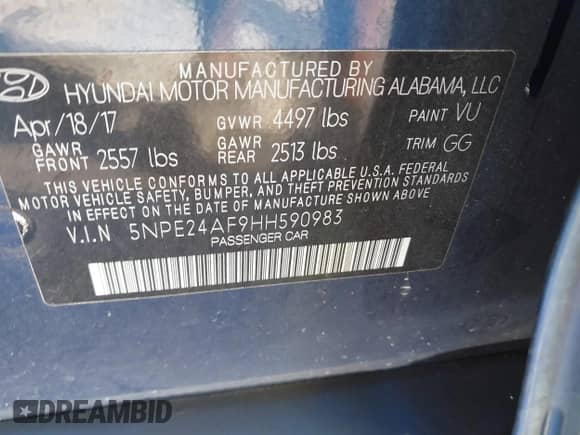 MANUFACTURED BY
HYUNDAI MOTOR MANUFACTURING ALABAMA, LLC
Apr/18/17 GVWR 4497 lbs PAINT VU
GAWR FRONT 2557 lbs GAWR REAR 2513 lbs TRIM GG
THIS VEHICLE CONFORMS TO ALL APPLICABLE U.S.A. FEDERAL
MOTOR VEHICLE SAFETY, BUMPER, AND THEFT PREVENTION STANDARDS
IN EFFECT ON THE DATE OF MANUFACTURE SHOWN ABOVE.
V.I.N 5NPE24AF9HH590983
PASSENGER CAR
DREAMBID